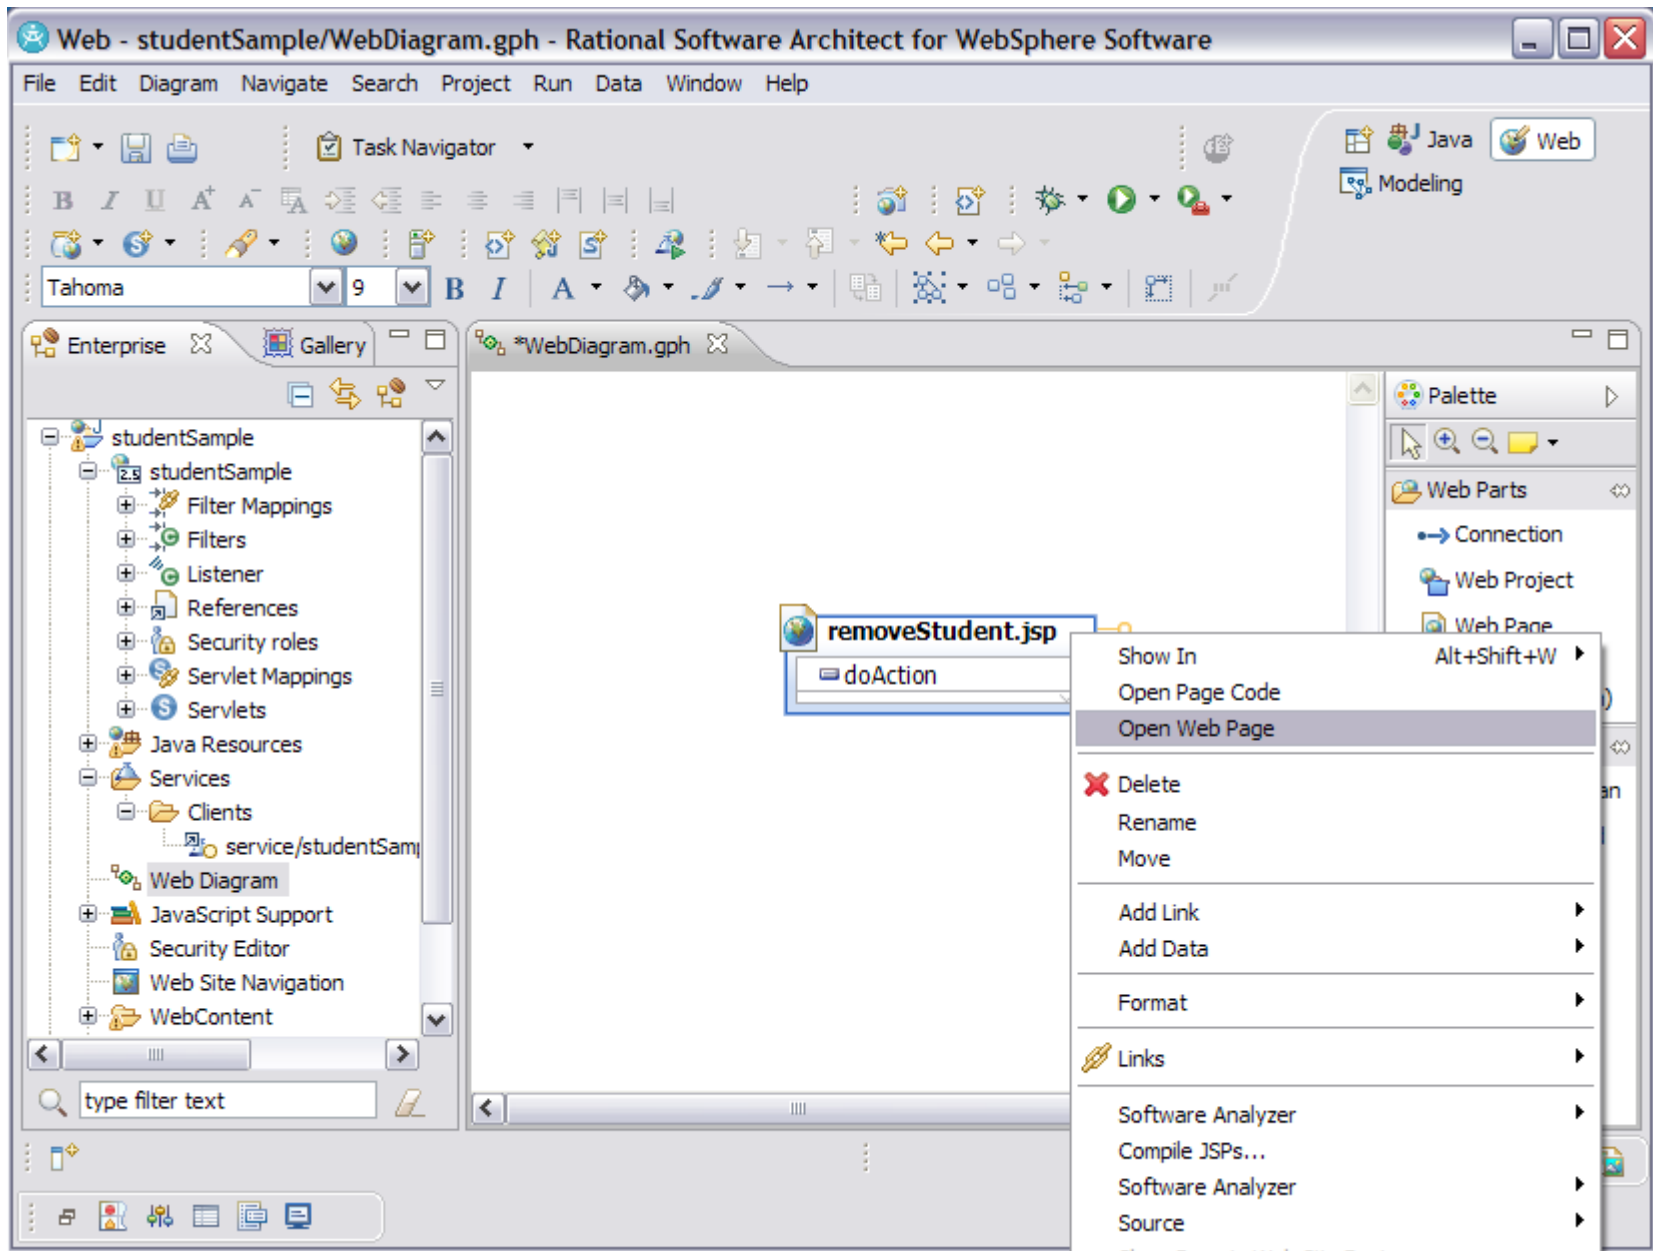 Web - studentSample/WebDiagram.gph - Rational Software Architect for WebSphere Software
File Edit Diagram Navigate Search Project Run Data Window Help
Task Navigator
Java Web
Modeling
Tahoma 9
Enterprise Gallery
*WebDiagram.gph
studentSample
studentSample
Filter Mappings
Filters
Listener
References
Security roles
Servlet Mappings
Servlets
Java Resources
Services
Clients
service/studentSam
Web Diagram
JavaScript Support
Security Editor
Web Site Navigation
WebContent
type filter text
removeStudent.jsp
doAction
Palette
Web Parts
Connection
Web Project
Web Page
an
Show In Alt+Shift+W
Open Page Code
Open Web Page
Delete
Rename
Move
Add Link
Add Data
Format
Links
Software Analyzer
Compile JSPs...
Software Analyzer
Source